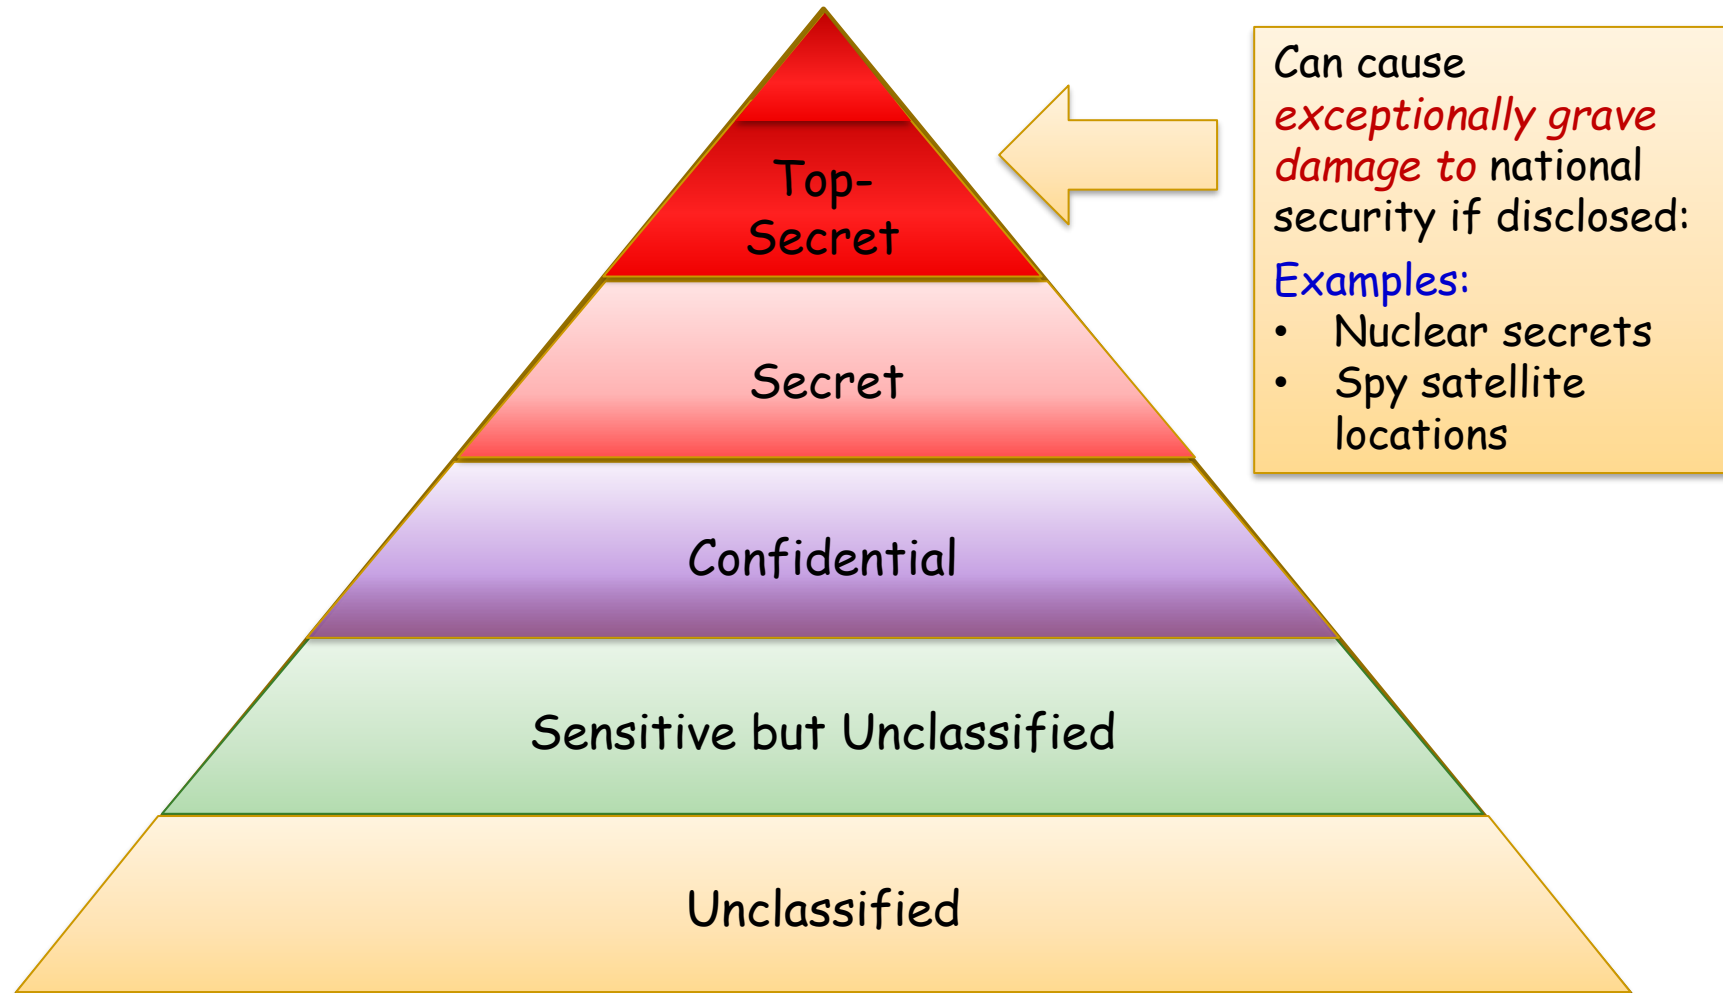 Top-
Secret
Secret
Confidential
Sensitive but Unclassified
Unclassified
Can cause
exceptionally grave
damage to national
security if disclosed:
Examples:
• Nuclear secrets
• Spy satellite
locations